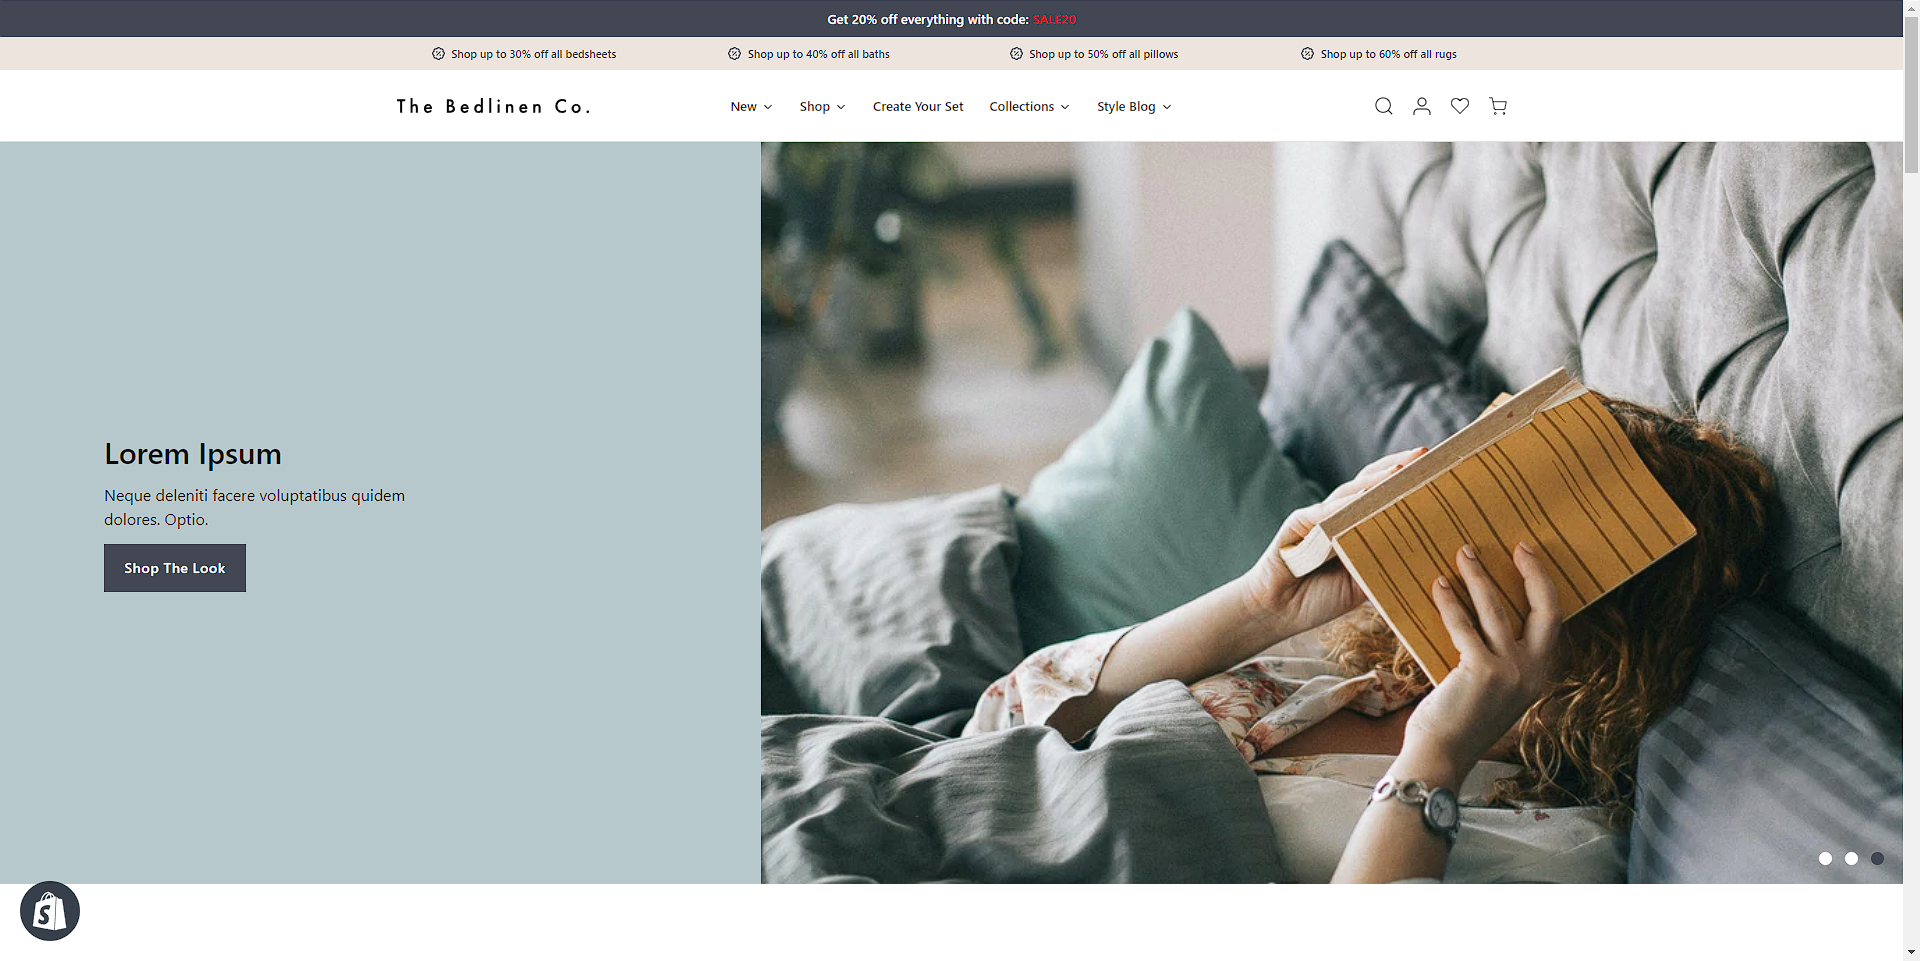 Get 20% off everything with code: SALE20
Shop up to 30% off all bedsheets
Shop up to 40% off all baths
Shop up to 50% off all pillows
Shop up to 60% off all rugs
The Bedlinen Co.
New
Shop
Create Your Set
Collections
Style Blog
Lorem Ipsum
Neque deleniti facere voluptatibus quidem
dolores. Optio.
Shop The Look
S